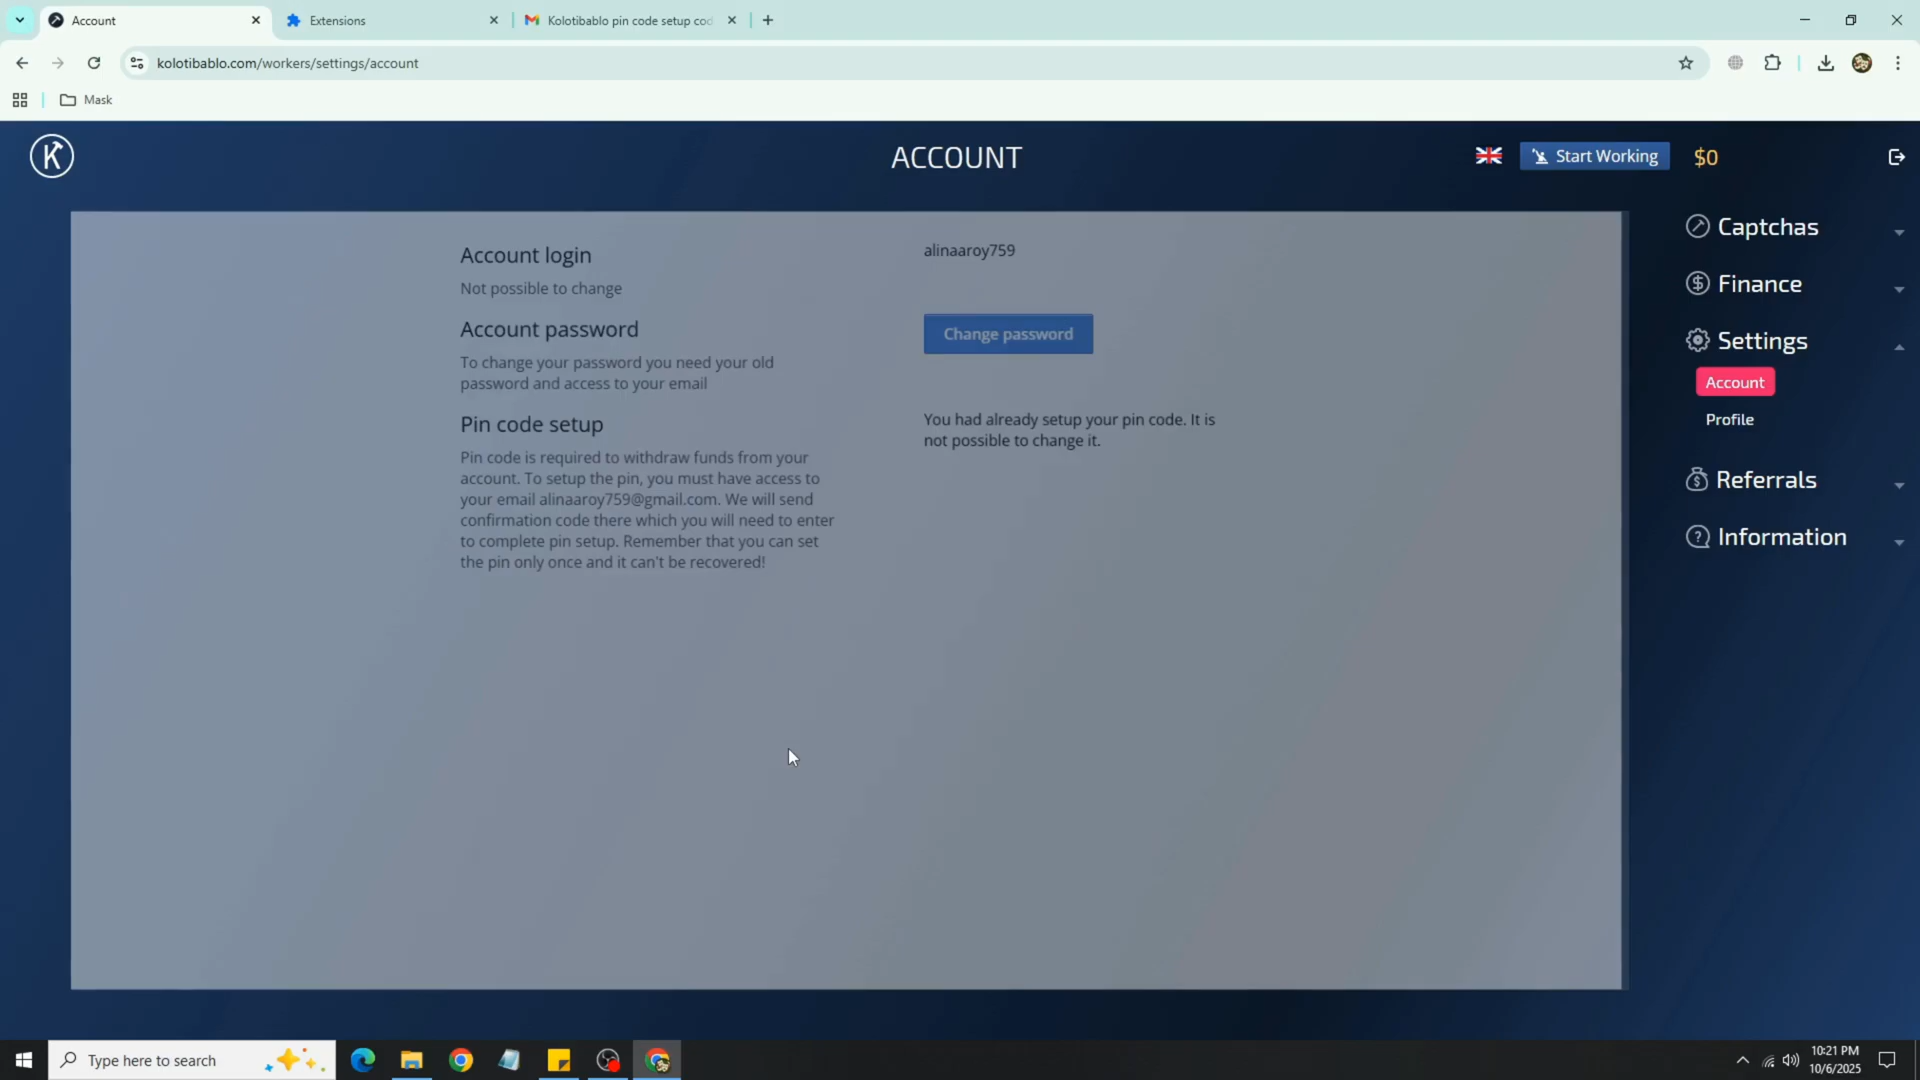 Account
Extensions
Kolotibablo pin code setup cod
kolotibablo.com/workers/settings/account
Mask
K
ACCOUNT
Start Working
$0
Captchas
Finance
Settings
Account
Profile
Referrals
Information
Account login
Not possible to change
alinaaroy759
Account password
To change your password you need your old
password and access to your email
Change password
Pin code setup
Pin code is required to withdraw funds from your
account. To setup the pin, you must have access to
your email alinaaroy759@gmail.com. We will send
confirmation code there which you will need to enter
to complete pin setup. Remember that you can set
the pin only once and it can't be recovered!
You had already setup your pin code. It is
not possible to change it.
Type here to search
10:21 PM
10/6/2025